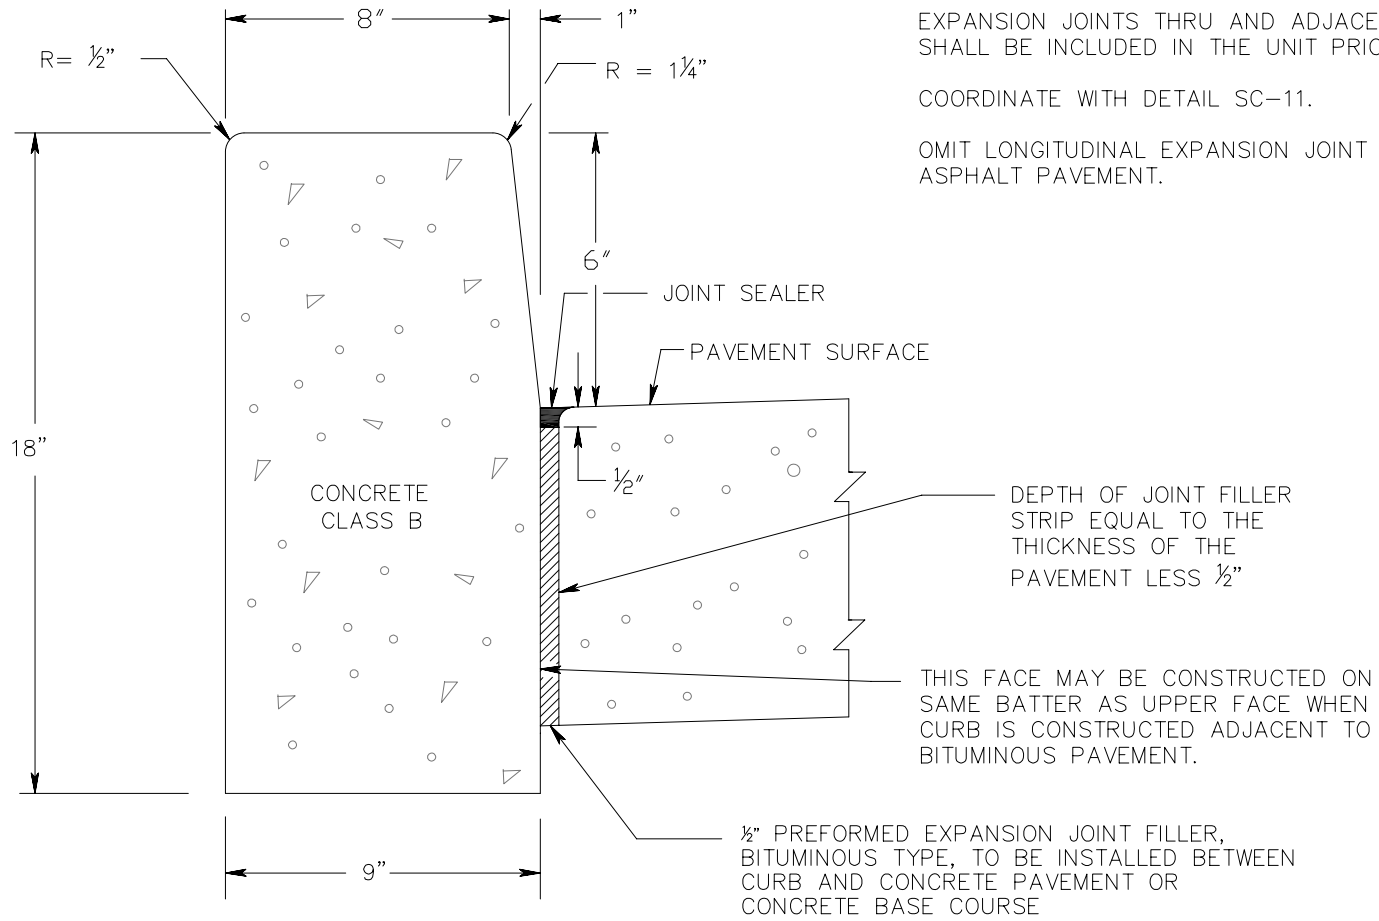 8"
1"
R= ½"
R = 1¼"
EXPANSION JOINTS THRU AND
SHALL BE INCLUDED IN THE UNIT
COORDINATE WITH DETAIL SC-11.
OMIT LONGITUDINAL EXPANSION JOINT
ASPHALT PAVEMENT.
6"
JOINT SEALER
PAVEMENT SURFACE
18"
½"
CONCRETE
CLASS B
DEPTH OF JOINT FILLER
STRIP EQUAL TO THE
THICKNESS OF THE
PAVEMENT LESS ½"
THIS FACE MAY BE CONSTRUCTED ON
SAME BATTER AS UPPER FACE WHEN
CURB IS CONSTRUCTED ADJACENT TO
BITUMINOUS PAVEMENT.
½" PREFORMED EXPANSION JOINT FILLER,
BITUMINOUS TYPE, TO BE INSTALLED BETWEEN
CURB AND CONCRETE PAVEMENT OR
CONCRETE BASE COURSE
9"